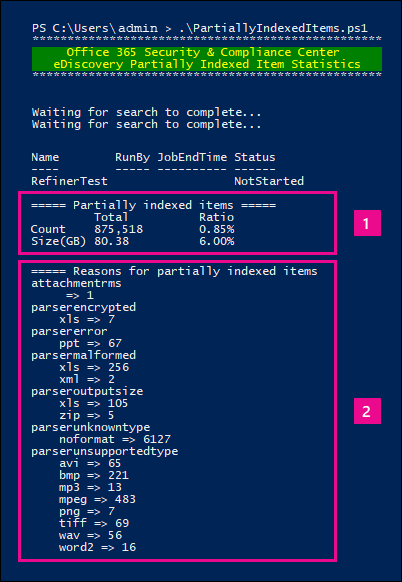 PS C:\Users\admin > .\PartiallyIndexedItems.ps1
***************************************************
Office 365 Security & Compliance Center
eDiscovery Partially Indexed Item Statistics
***************************************************
Waiting for search to complete...
Waiting for search to complete...
Name RunBy JobEndTime Status
---- ----- ---------- ------
RefinerTest NotStarted
===== Partially indexed items =====
Total Ratio
Count 875,518 0.85%
Size(GB) 80.38 6.00%
1
===== Reasons for partially indexed items
attachmentrms
=> 1
parserencrypted
xls => 7
parsererror
ppt => 67
parsermalformed
xls => 256
xml => 2
parseroutputsize
xls => 105
zip => 5
parserunknowntype
noformat => 6127
parserunsupportedtype
avi => 65
bmp => 221
mp3 => 13
mpeg => 483
png => 7
tiff => 69
wav => 56
word2 => 16
2